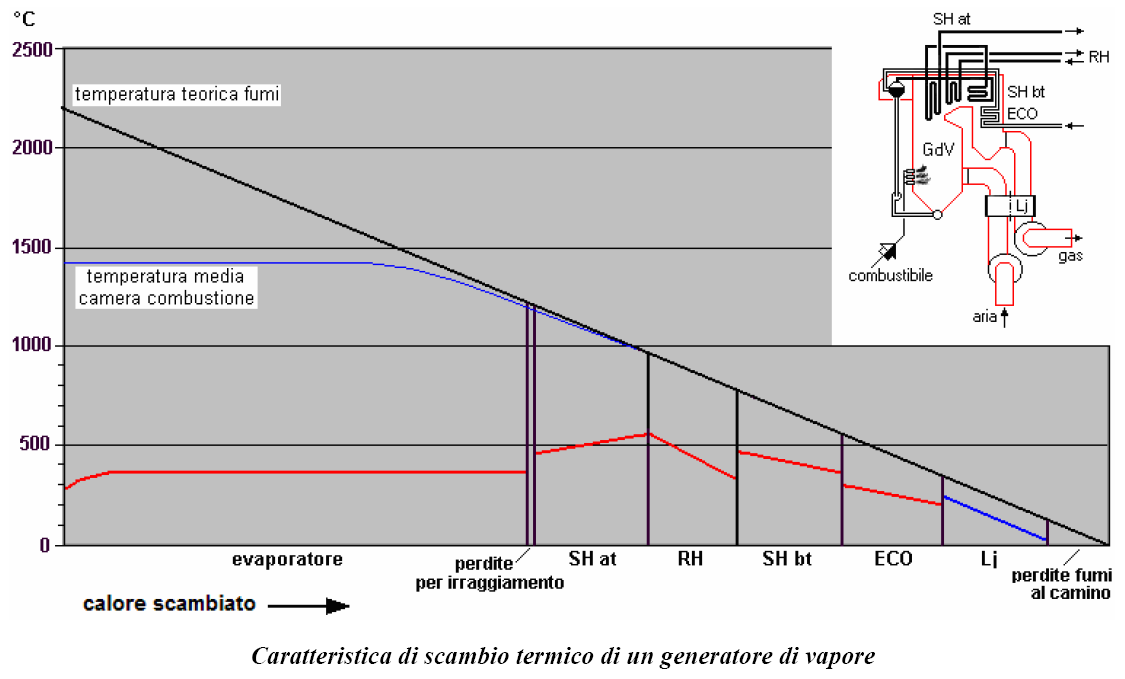 °C
2500
2000
1500
1000
500
0
temperatura teorica fumi
temperatura media
camera combustione
SH at
RH
SH bt
ECO
GdV
Lj
combustibile
gas
aria
evaporatore
perdite
per irraggiamento
SH at
RH
SH bt
ECO
Lj
perdite fumi
al camino
calore scambiato
Caratteristica di scambio termico di un generatore di vapore